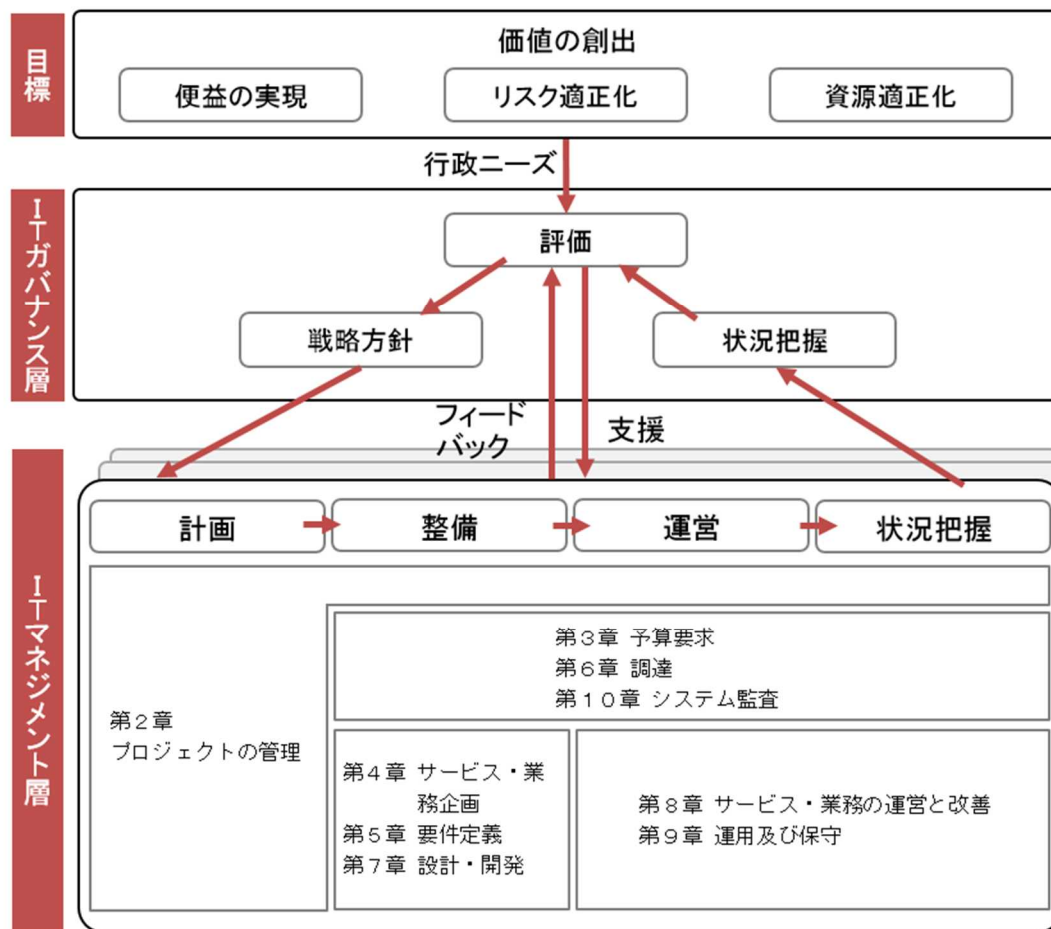 目標
価値の創出
便益の実現
リスク適正化
資源適正化
行政ニーズ
ITガバナンス層
評価
戦略方針
状況把握
フィード
バック
支援
ITマネジメント層
計画
整備
運営
状況把握
第2章
プロジェクトの管理
第3章 予算要求
第6章 調達
第10章 システム監査
第4章 サービス・業
務企画
第5章 要件定義
第7章 設計・開発
第8章 サービス・業務の運営と改善
第9章 運用及び保守